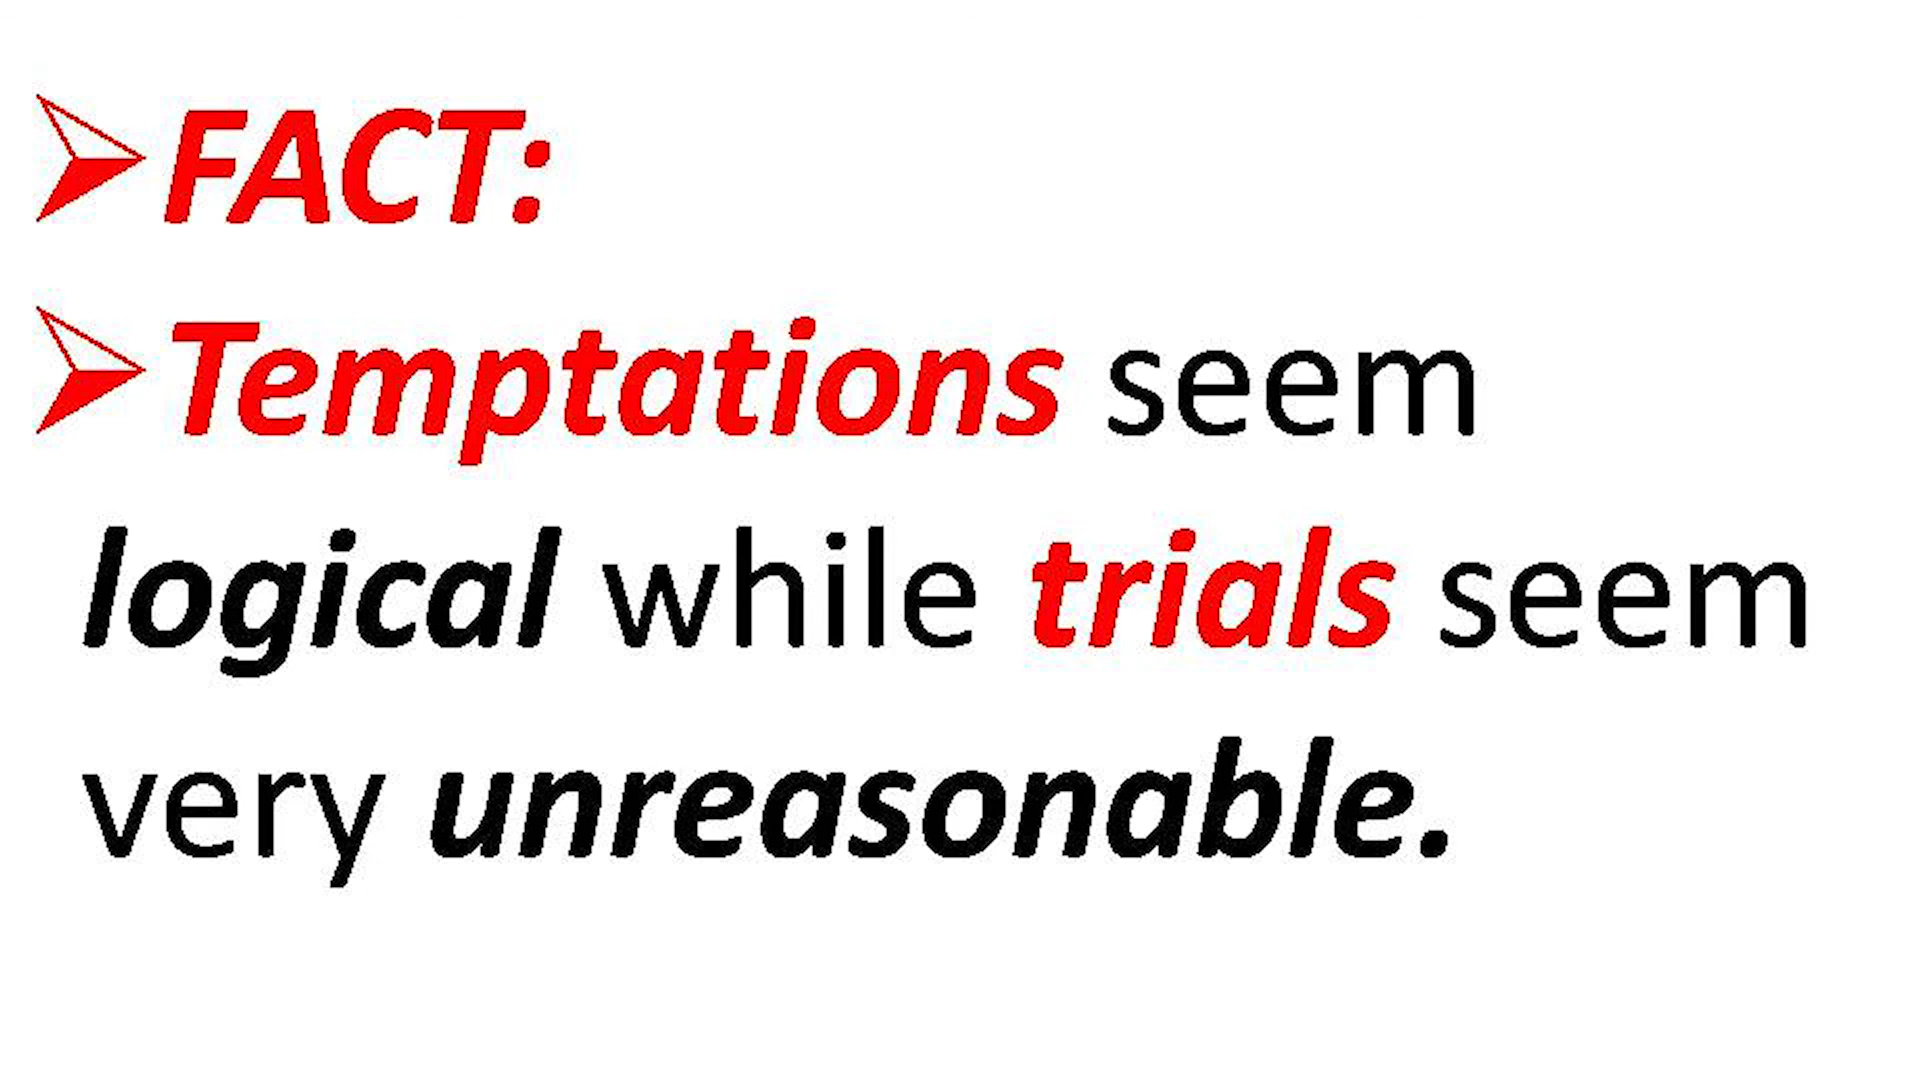 ➢FACT:
➢Temptations seem
logical while trials seem
very unreasonable.